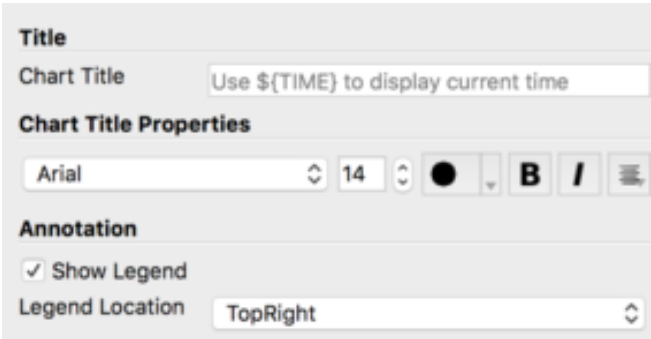 Title
Chart Title Use ${TIME} to display current time
Chart Title Properties
Arial 14 B I
Annotation
✓ Show Legend
Legend Location TopRight